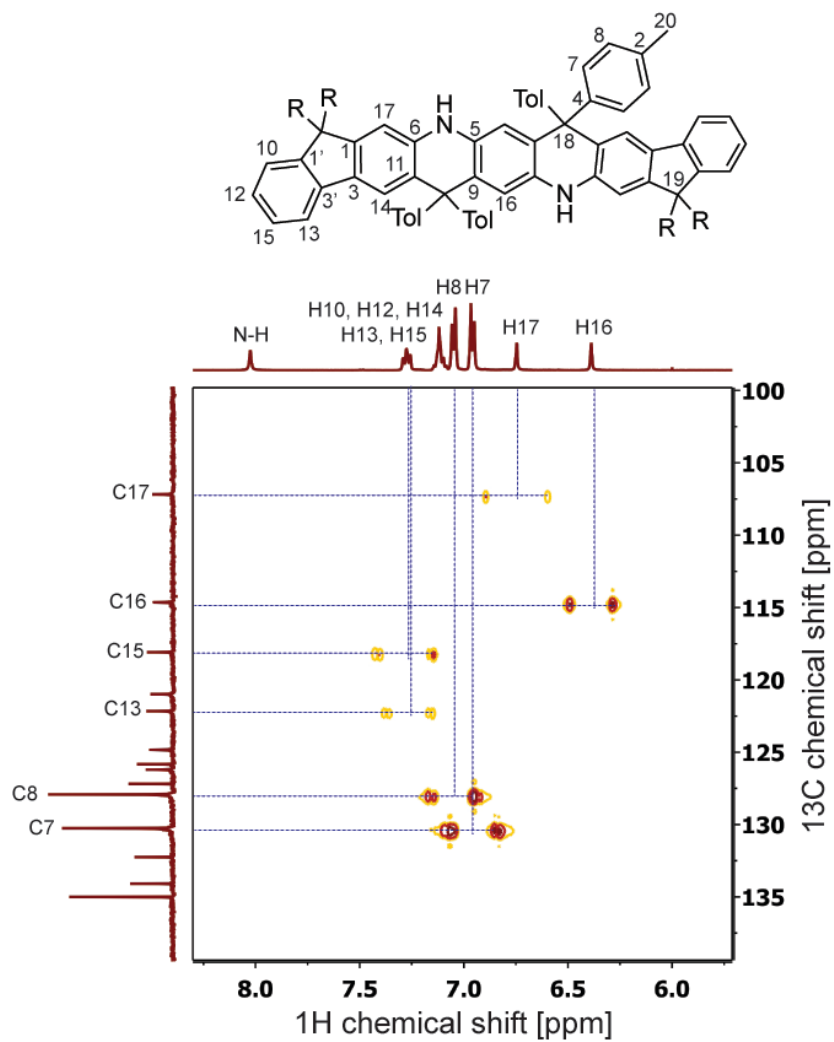 20
8
2
7
R
R
17
H
N
Tol
4
10
6
5
18
1'
1
11
12
3'
3
9
19
15
13
14
16
N
H
Tol
Tol
R
R
H8 H7
H10, H12, H14
N-H
H13, H15
H17
H16
100
105
C17
110
C16
115
C15
120
C13
125
C8
C7
130
135
13C chemical shift [ppm]
8.0
7.5
7.0
6.5
6.0
1H chemical shift [ppm]